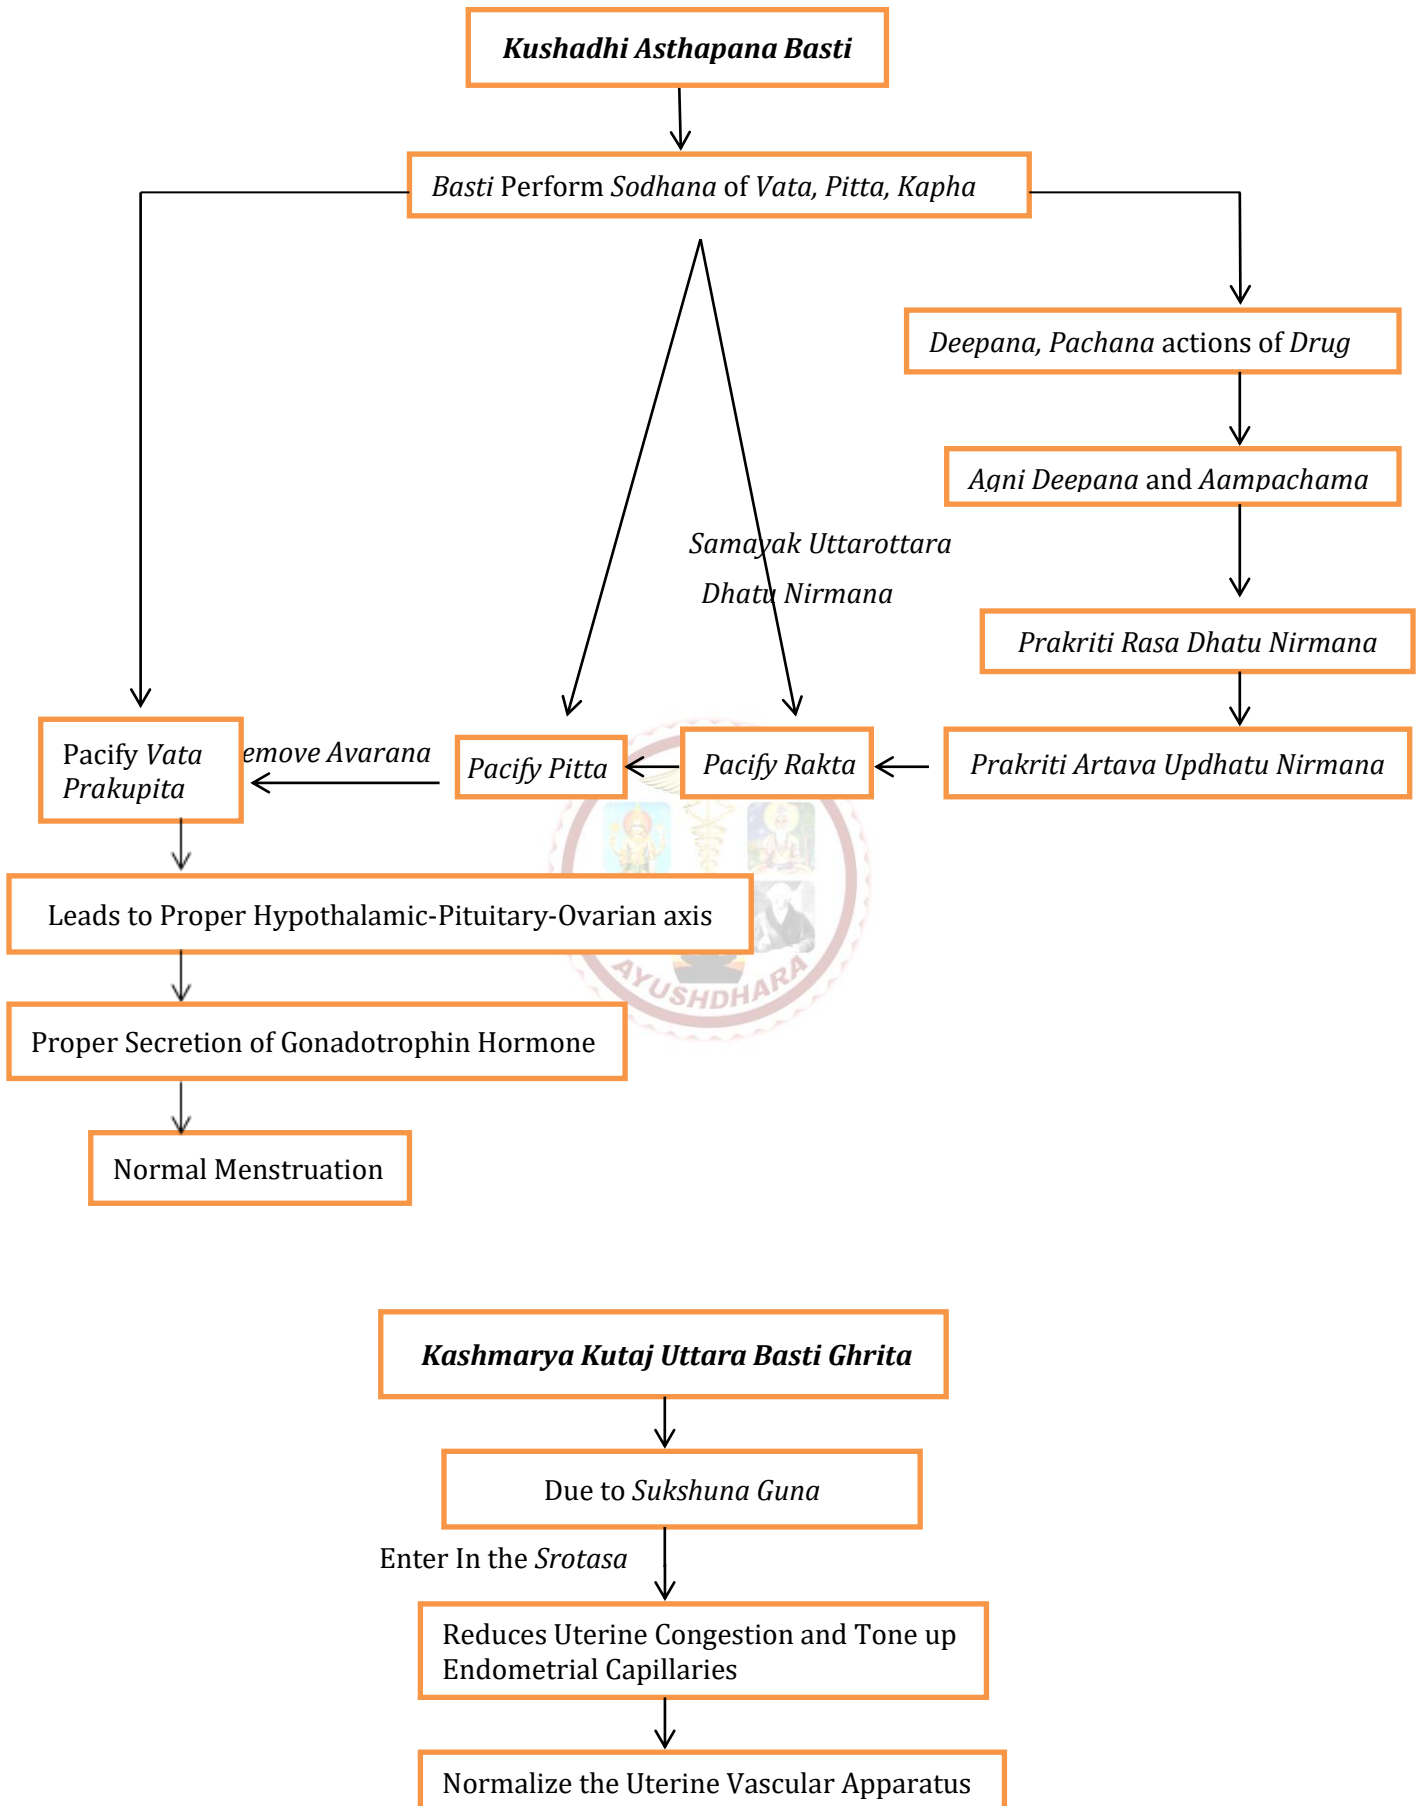 Kushadhi Asthapana Basti
Basti Perform Sodhana of Vata, Pitta, Kapha
Deepana, Pachana actions of Drug
Agni Deepana and Aampachama
Samayak Uttarottara
Dhatu Nirmana
Prakriti Rasa Dhatu Nirmana
Pacify Vata
Prakupita
emove Avarana
Pacify Pitta
Pacify Rakta
Prakriti Artava Updhatu Nirmana
Leads to Proper Hypothalamic-Pituitary-Ovarian axis
AYUSHDHARA
Proper Secretion of Gonadotrophin Hormone
Normal Menstruation
Kashmarya Kutaj Uttara Basti Ghrita
Due to Sukshuna Guna
Enter In the Srotasa
Reduces Uterine Congestion and Tone up
Endometrial Capillaries
Normalize the Uterine Vascular Apparatus